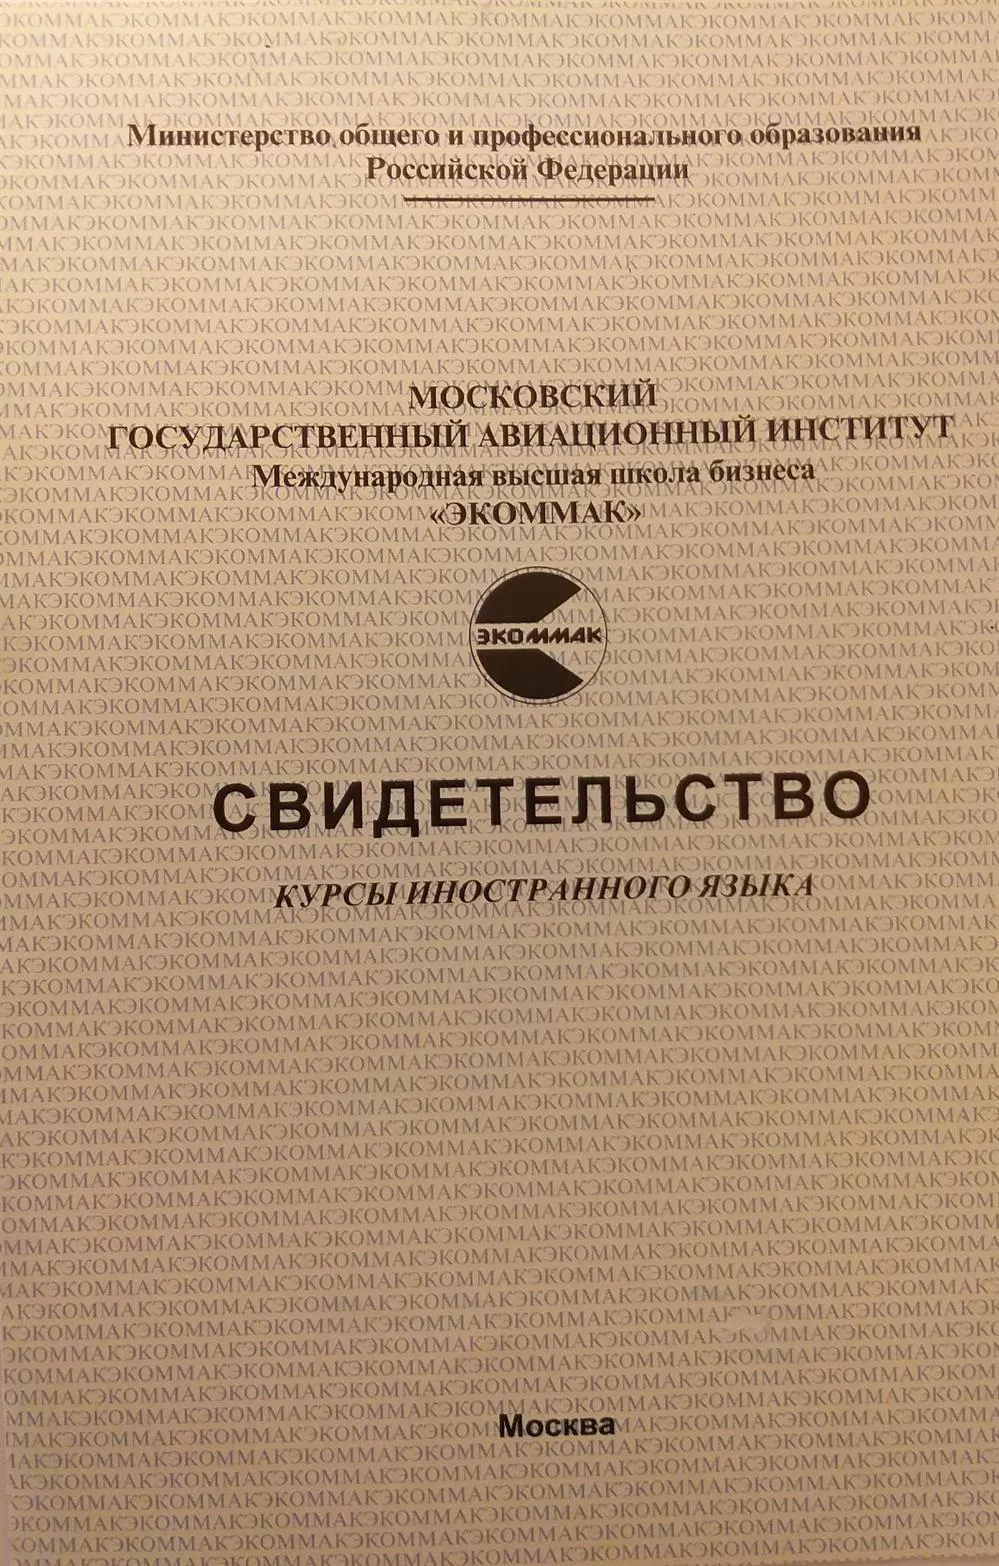 Министерство общего и профессионального образования
Российской Федерации
МОСКОВСКИЙ
ГОСУДАРСТВЕННЫЙ АВИАЦИОННЫЙ ИНСТИТУТ
Международная высшая школа бизнеса
«ЭКОММАК»
ЭКОММАК
СВИДЕТЕЛЬСТВО
КУРСЫ ИНОСТРАННОГО ЯЗЫКА
Москва